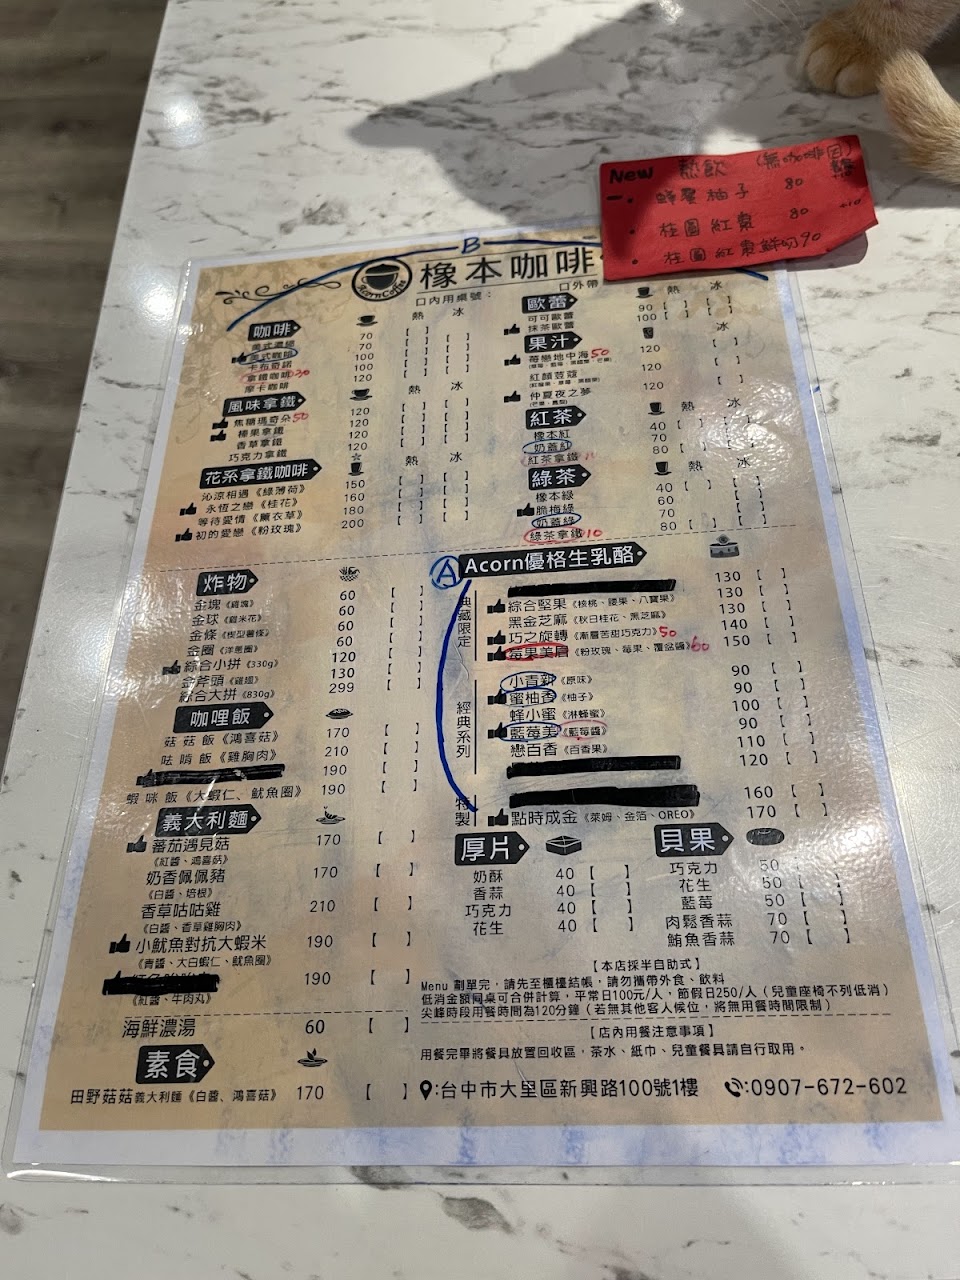 New 熱飲 (無咖啡因)
蜂蜜柚子 80
桂圓紅棗 80 +10
桂圓紅棗鮮奶90
B
Acorn Coffee
橡本咖啡
口內用桌號：
口外帶
咖啡 熱 冰
美式濃縮 70 【 】【 】
美式咖啡 70 【 】【 】
卡布奇諾 100 【 】【 】
拿鐵咖啡 100 【 】【 】
摩卡咖啡 120 【 】【 】
風味拿鐵 熱 冰
焦糖瑪奇朵 50 120 【 】【 】
榛果拿鐵 120 【 】【 】
香草拿鐵 120 【 】【 】
巧克力拿鐵 120 【 】【 】
花系拿鐵咖啡 熱 冰
沁涼相遇《綠薄荷》 150 【 】【 】
永恆之戀《桂花》 160 【 】【 】
等待愛情《薰衣草》 180 【 】【 】
初的愛戀《粉玫瑰》 200 【 】【 】
歐蕾 熱 冰
可可歐蕾 90 【 】【 】
抹茶歐蕾 100 【 】【 】
果汁 冰
莓戀地中海 50 120 【 】
紅顏荳蔻 120 【 】
仲夏夜之夢 120 【 】
紅茶 熱 冰
橡本紅 40 【 】【 】
奶蓋紅 70 【 】
紅茶拿鐵 80 【 】【 】
綠茶 熱 冰
橡本綠 40 【 】【 】
脆梅綠 60 【 】
奶蓋綠 70 【 】
綠茶拿鐵 10 80 【 】【 】
炸物
金塊《雞塊》 60 【 】
金球《雞米花》 60 【 】
金條《楔型薯條》 60 【 】
金圈《洋蔥圈》 60 【 】
綜合小拼《330g》 120 【 】
金斧頭《雞翅》 130 【 】
綜合大拼《830g》 299 【 】
咖哩飯
菇菇飯《鴻喜菇》 170 【 】
呿啃飯《雞胸肉》 210 【 】
190 【 】
蝦咪飯《大蝦仁、魷魚圈》 190 【 】
義大利麵
蕃茄遇見菇 170 【 】
《紅醬、鴻喜菇》
奶香佩佩豬 170 【 】
《白醬、培根》
香草咕咕雞 210 【 】
《白醬、香草雞胸肉》
小魷魚對抗大蝦米 190 【 】
《青醬、大白蝦仁、魷魚圈》
190 【 】
《紅醬、牛肉丸》
海鮮濃湯 60 【 】
素食
田野菇菇義大利麵《白醬、鴻喜菇》 170 【 】
A
Acorn優格生乳酪
典藏限定
130 【 】
綜合堅果《核桃、腰果、八寶果》 130 【 】
黑金芝麻《秋日桂花、黑芝麻》 130 【 】
巧之旋轉《漸層苦甜巧克力》50 140 【 】
莓果美眉《粉玫瑰、莓果、覆盆醬》60 150 【 】
經典系列
小清新《原味》 90 【 】
蜜柚香《柚子》 90 【 】
蜂小蜜《淋蜂蜜》 100 【 】
藍莓美《藍莓醬》 90 【 】
戀百香《百香果》 110 【 】
120 【 】
特製
160 【 】
點時成金《萊姆、金箔、OREO》 170 【 】
厚片
奶酥 40【 】
香蒜 40【 】
巧克力 40【 】
花生 40【 】
貝果
巧克力 50【 】
花生 50【 】
藍莓 50【 】
肉鬆香蒜 70【 】
鮪魚香蒜 70【 】
【本店採半自助式】
Menu 劃單完，請先至櫃檯結帳，請勿攜帶外食、飲料
低消金額同桌可合併計算，平常日100元/人，節假日250/人（兒童座椅不列低消）
尖峰時段用餐時間為120分鐘（若無其他客人候位，將無用餐時間限制）
【店內用餐注意事項】
用餐完畢將餐具放置回收區，茶水、紙巾、兒童餐具請自行取用。
:台中市大里區新興路100號1樓 :0907-672-602